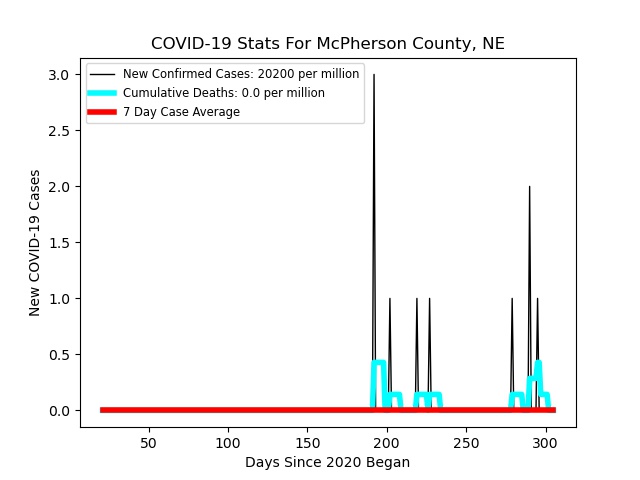 COVID-19 Stats For McPherson County, NE
New Confirmed Cases: 20200 per million
Cumulative Deaths: 0.0 per million
7 Day Case Average
New COVID-19 Cases
3.0
2.5
2.0
1.5
1.0
0.5
0.0
50 100 150 200 250 300
Days Since 2020 Began